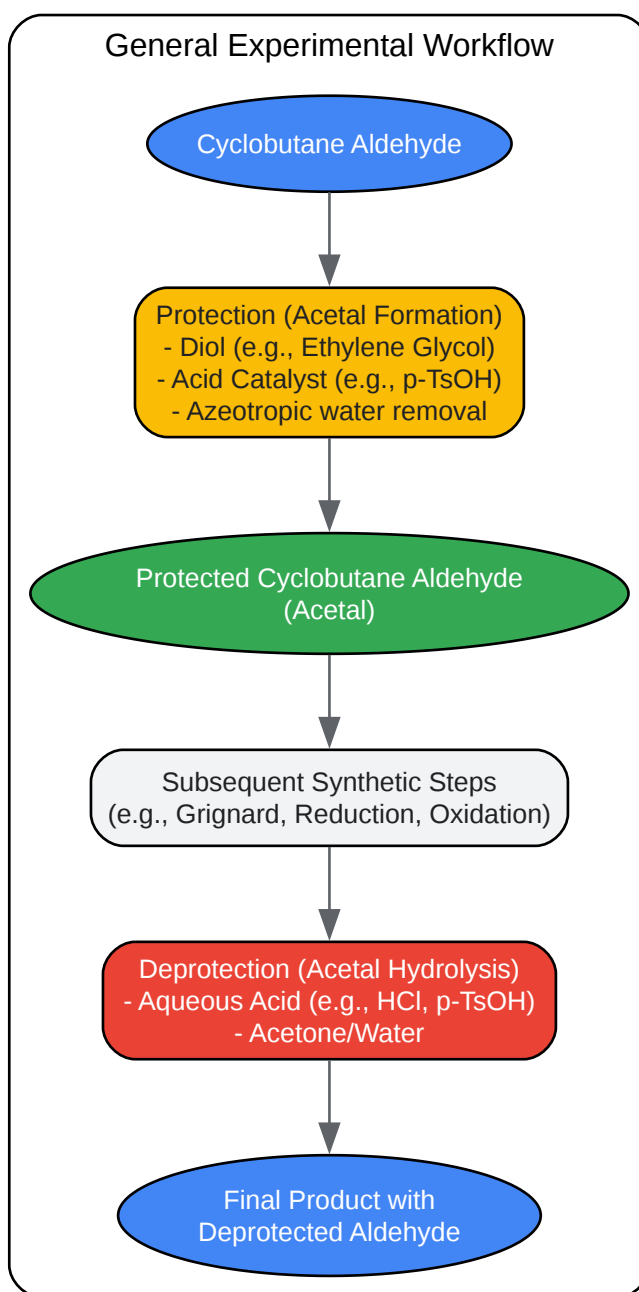 General Experimental Workflow
Cyclobutane Aldehyde
Protection (Acetal Formation)
- Diol (e.g., Ethylene Glycol)
- Acid Catalyst (e.g., p-TsOH)
- Azeotropic water removal
Protected Cyclobutane Aldehyde
(Acetal)
Subsequent Synthetic Steps
(e.g., Grignard, Reduction, Oxidation)
Deprotection (Acetal Hydrolysis)
- Aqueous Acid (e.g., HCl, p-TsOH)
- Acetone/Water
Final Product with
Deprotected Aldehyde